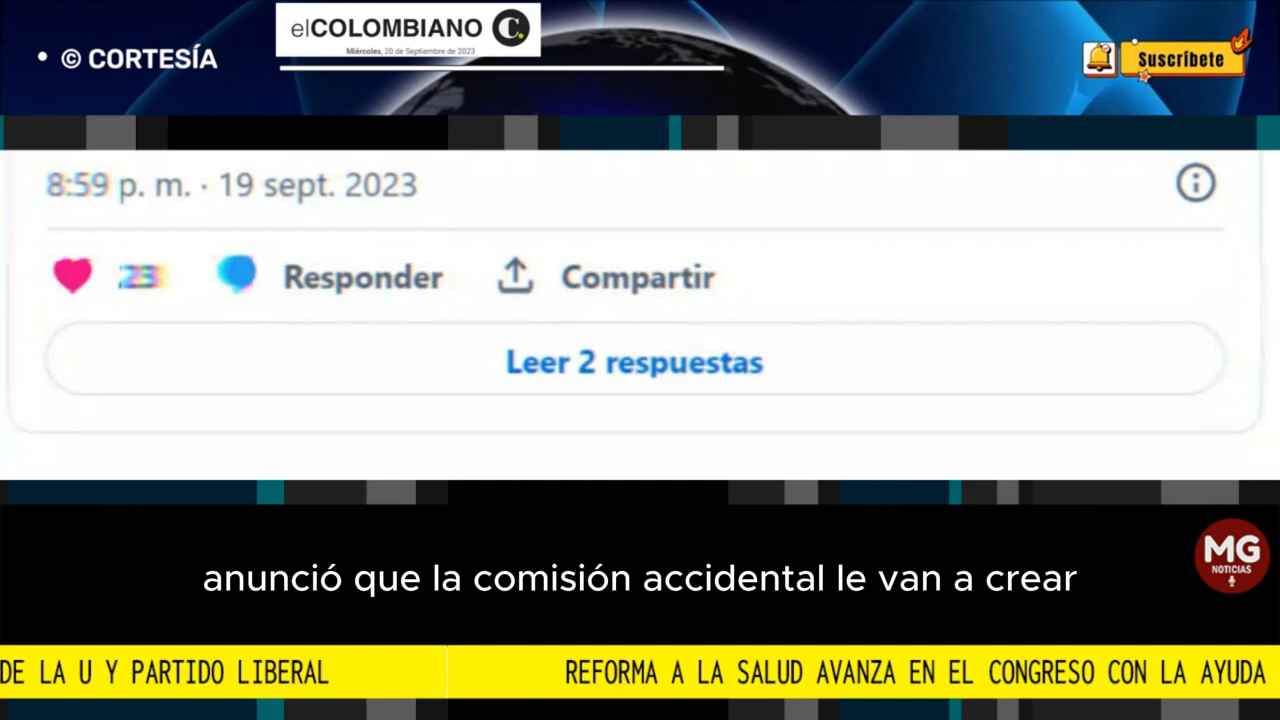 elCOLOMBIANO C.
Miércoles, 20 de Septiembre de 2023
• © CORTESÍA
Suscríbete
8:59 p. m. · 19 sept. 2023
23 Responder Compartir
Leer 2 respuestas
MG
NOTICIAS
anunció que la comisión accidental le van a crear
DE LA U Y PARTIDO LIBERAL REFORMA A LA SALUD AVANZA EN EL CONGRESO CON LA AYUDA